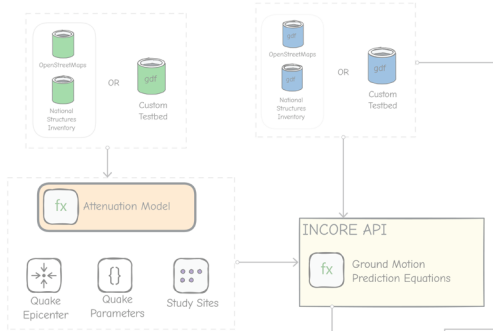 OpenStreetMaps
National
Structures
Inventory
OR
gdf
Custom
Testbed
gdf
OpenStreetMaps
gdf
National
Structures
Inventory
OR
gdf
Custom
Testbed
fx
Attenuation Model
Quake
Epicenter
{}
Quake
Parameters
Study Sites
INCORE API
fx
Ground Motion
Prediction Equations